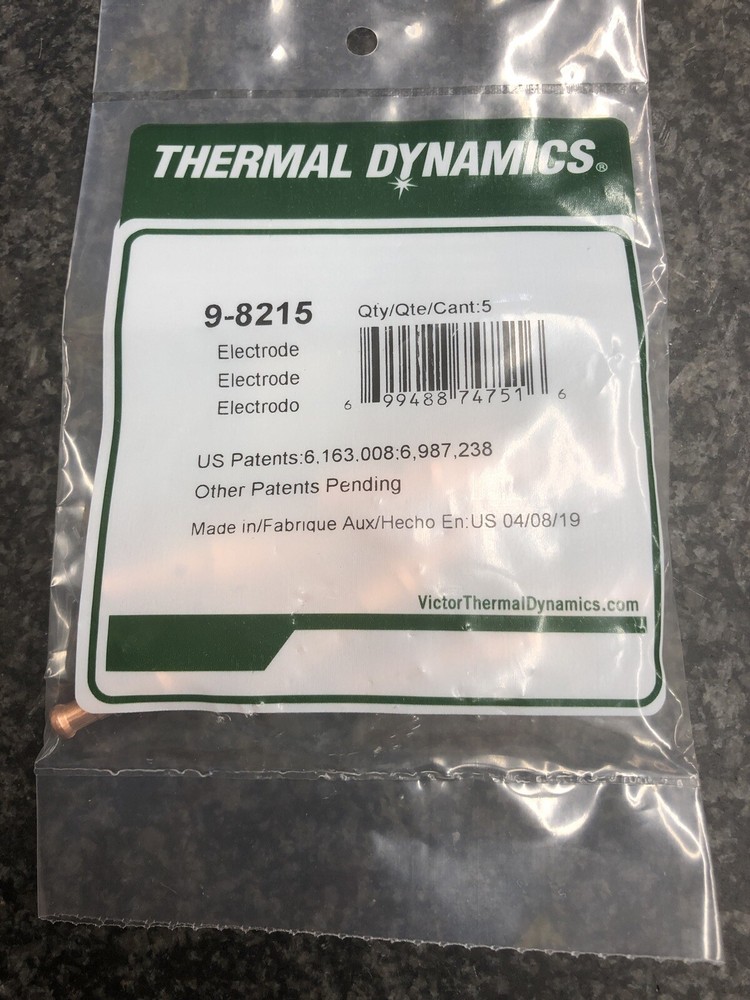 THERMAL DYNAMICS®
9-8215
Qty/Qte/Cant:5
Electrode
Electrode
Electrodo
6 99488 74751 6
US Patents:6.163.008;6,987,238
Other Patents Pending
Made in/Fabrique Aux/Hecho En:US 04/08/19
VictorThermalDynamics.com